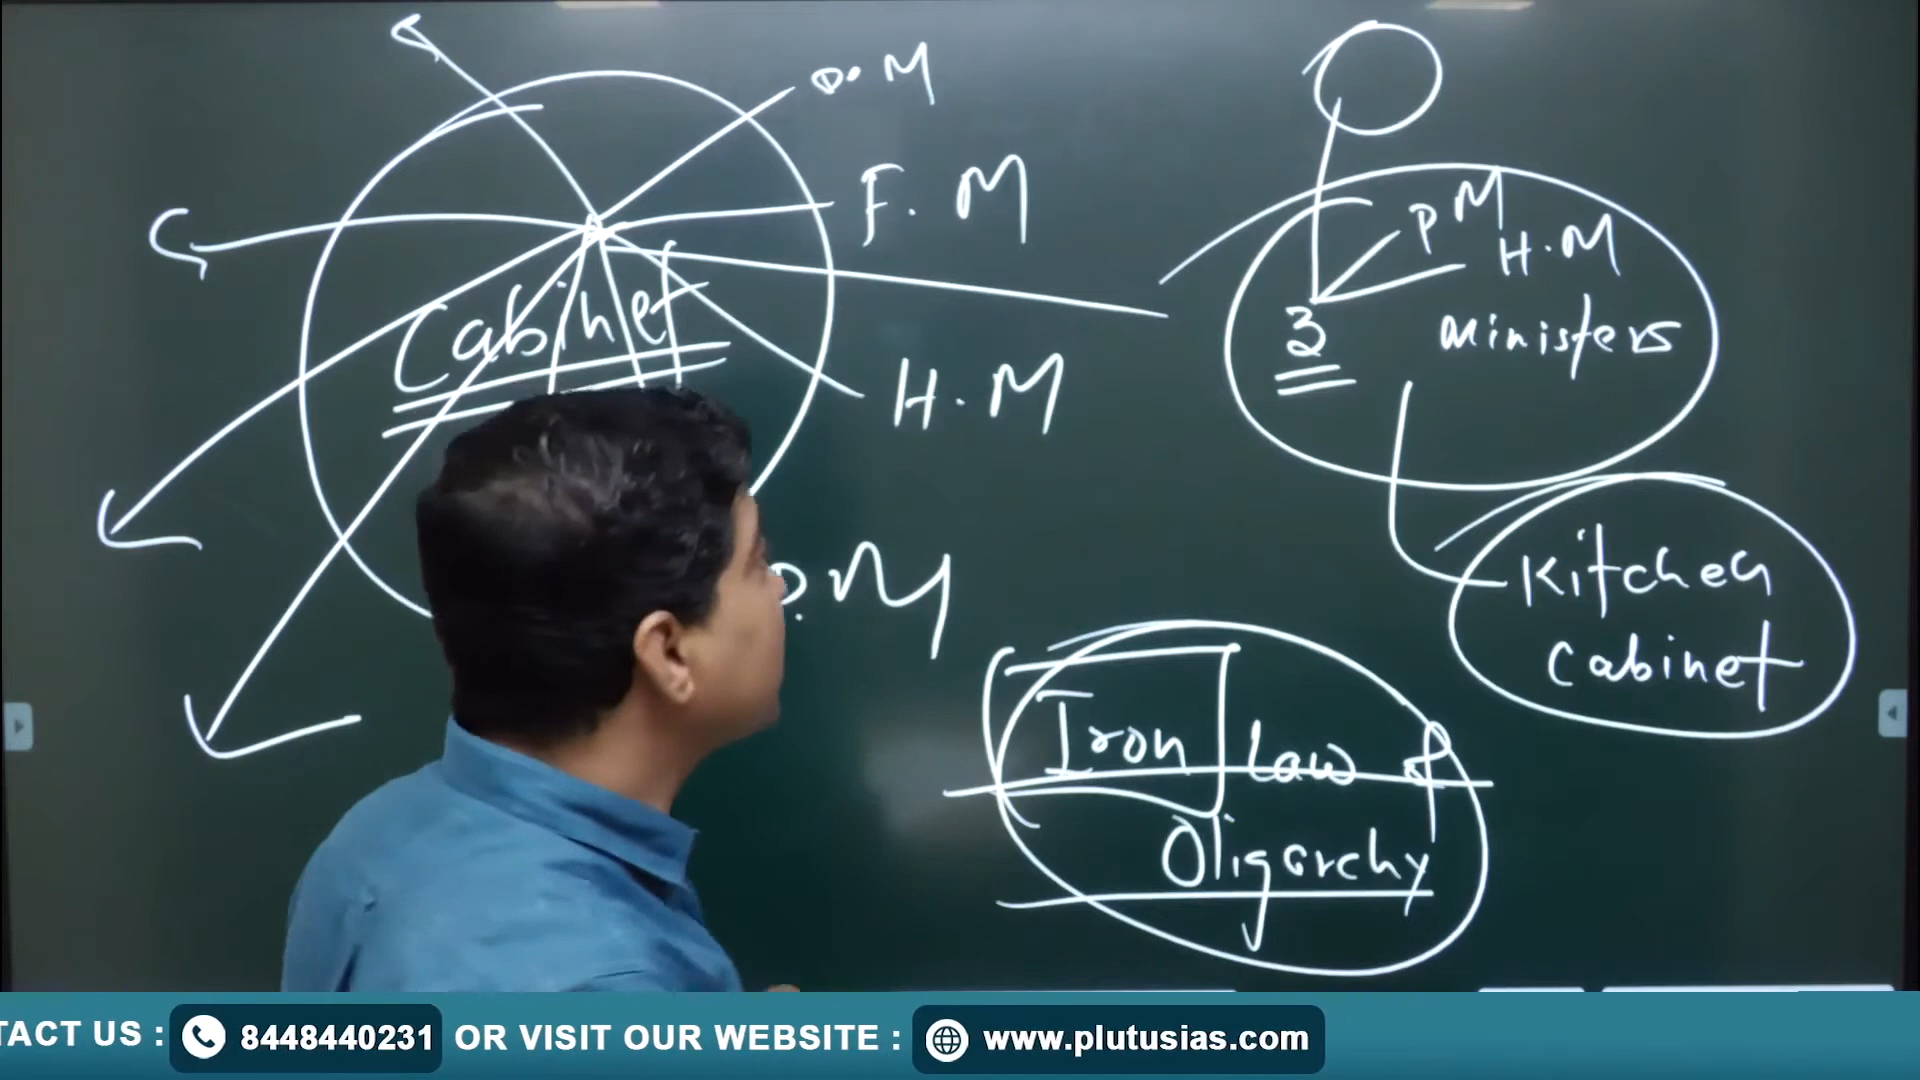 D. M
F. M
Cabinet
H. M
D. M
PM
H. M
3
ministers
Kitchen
Cabinet
Iron Law of
Oligarchy
TACT US :
8448440231
OR VISIT OUR WEBSITE :
www.plutusias.com